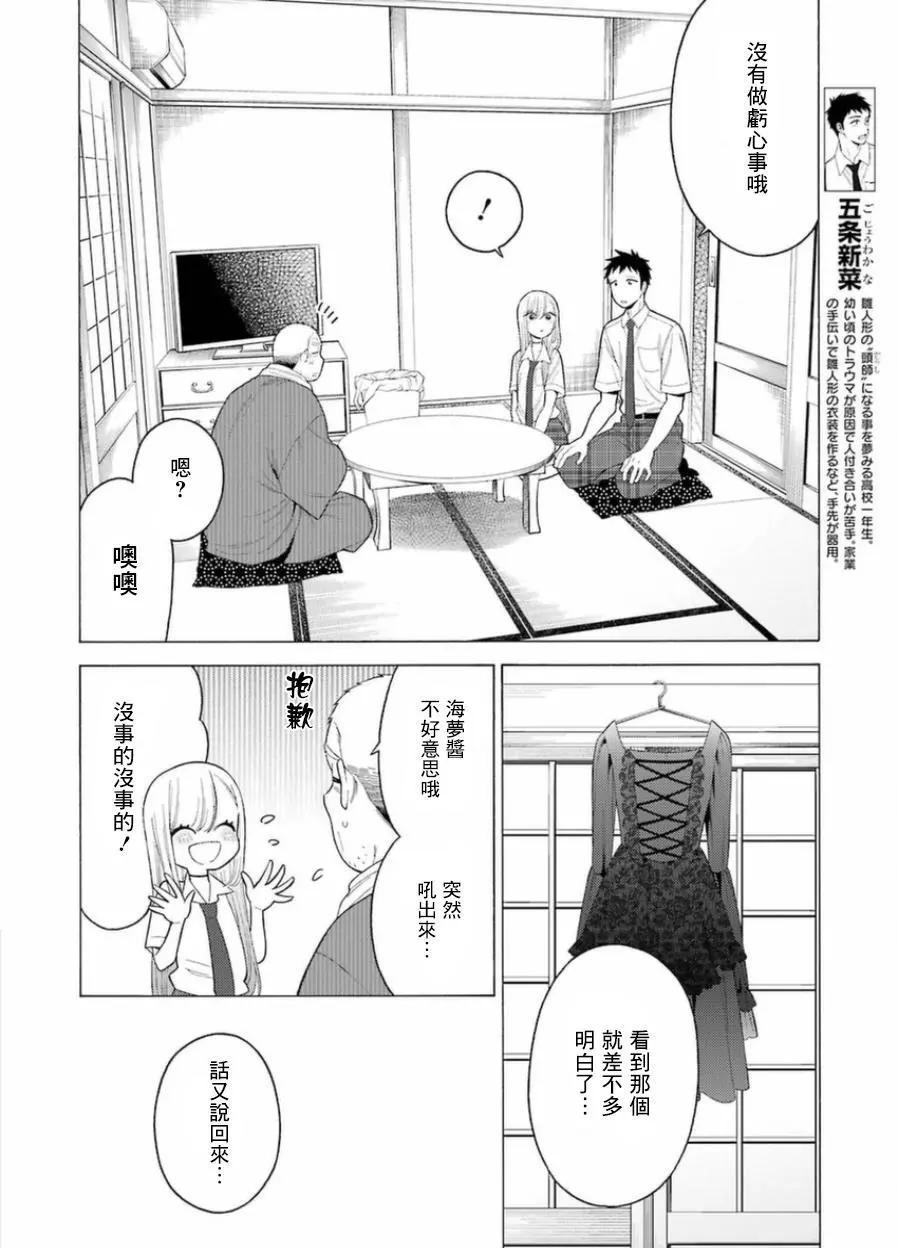 沒有做虧心事哦
!
嗯?
噢噢
五条新菜
ごじょうわかな
雛人形の〝頭師〟になる事を夢みる高校一年生。
かしらし
幼い頃のトラウマが原因で人付き合いが苦手。家業
の手伝いで雛人形の衣装を作るなど、手先が器用。
看到那個
就差不多
明白了…
海夢醬
不好意思哦
突然
吼出來…
抱歉
沒事的沒事的!
話又說回來…